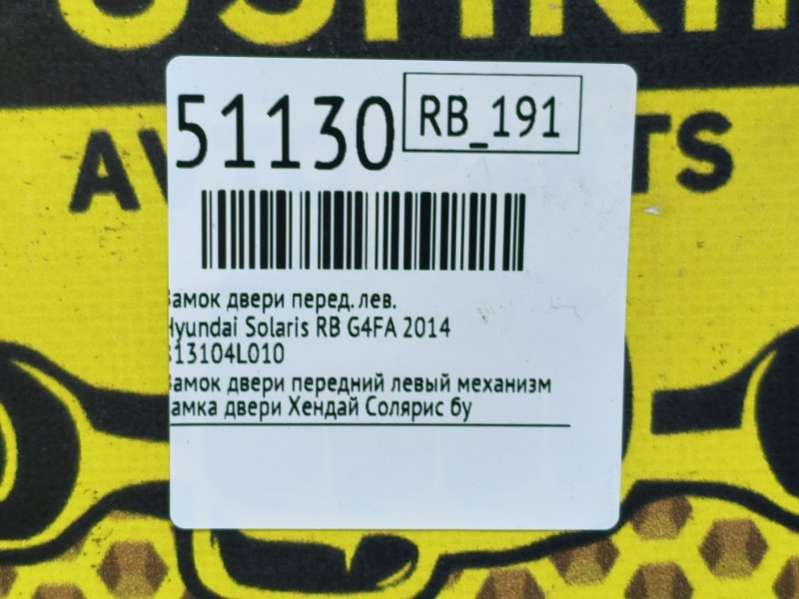 51130
RB_191
Замок двери перед. лев.
Hyundai Solaris RB G4FA 2014
813104L010
Замок двери передний левый механизм
замка двери Хендай Солярис бу